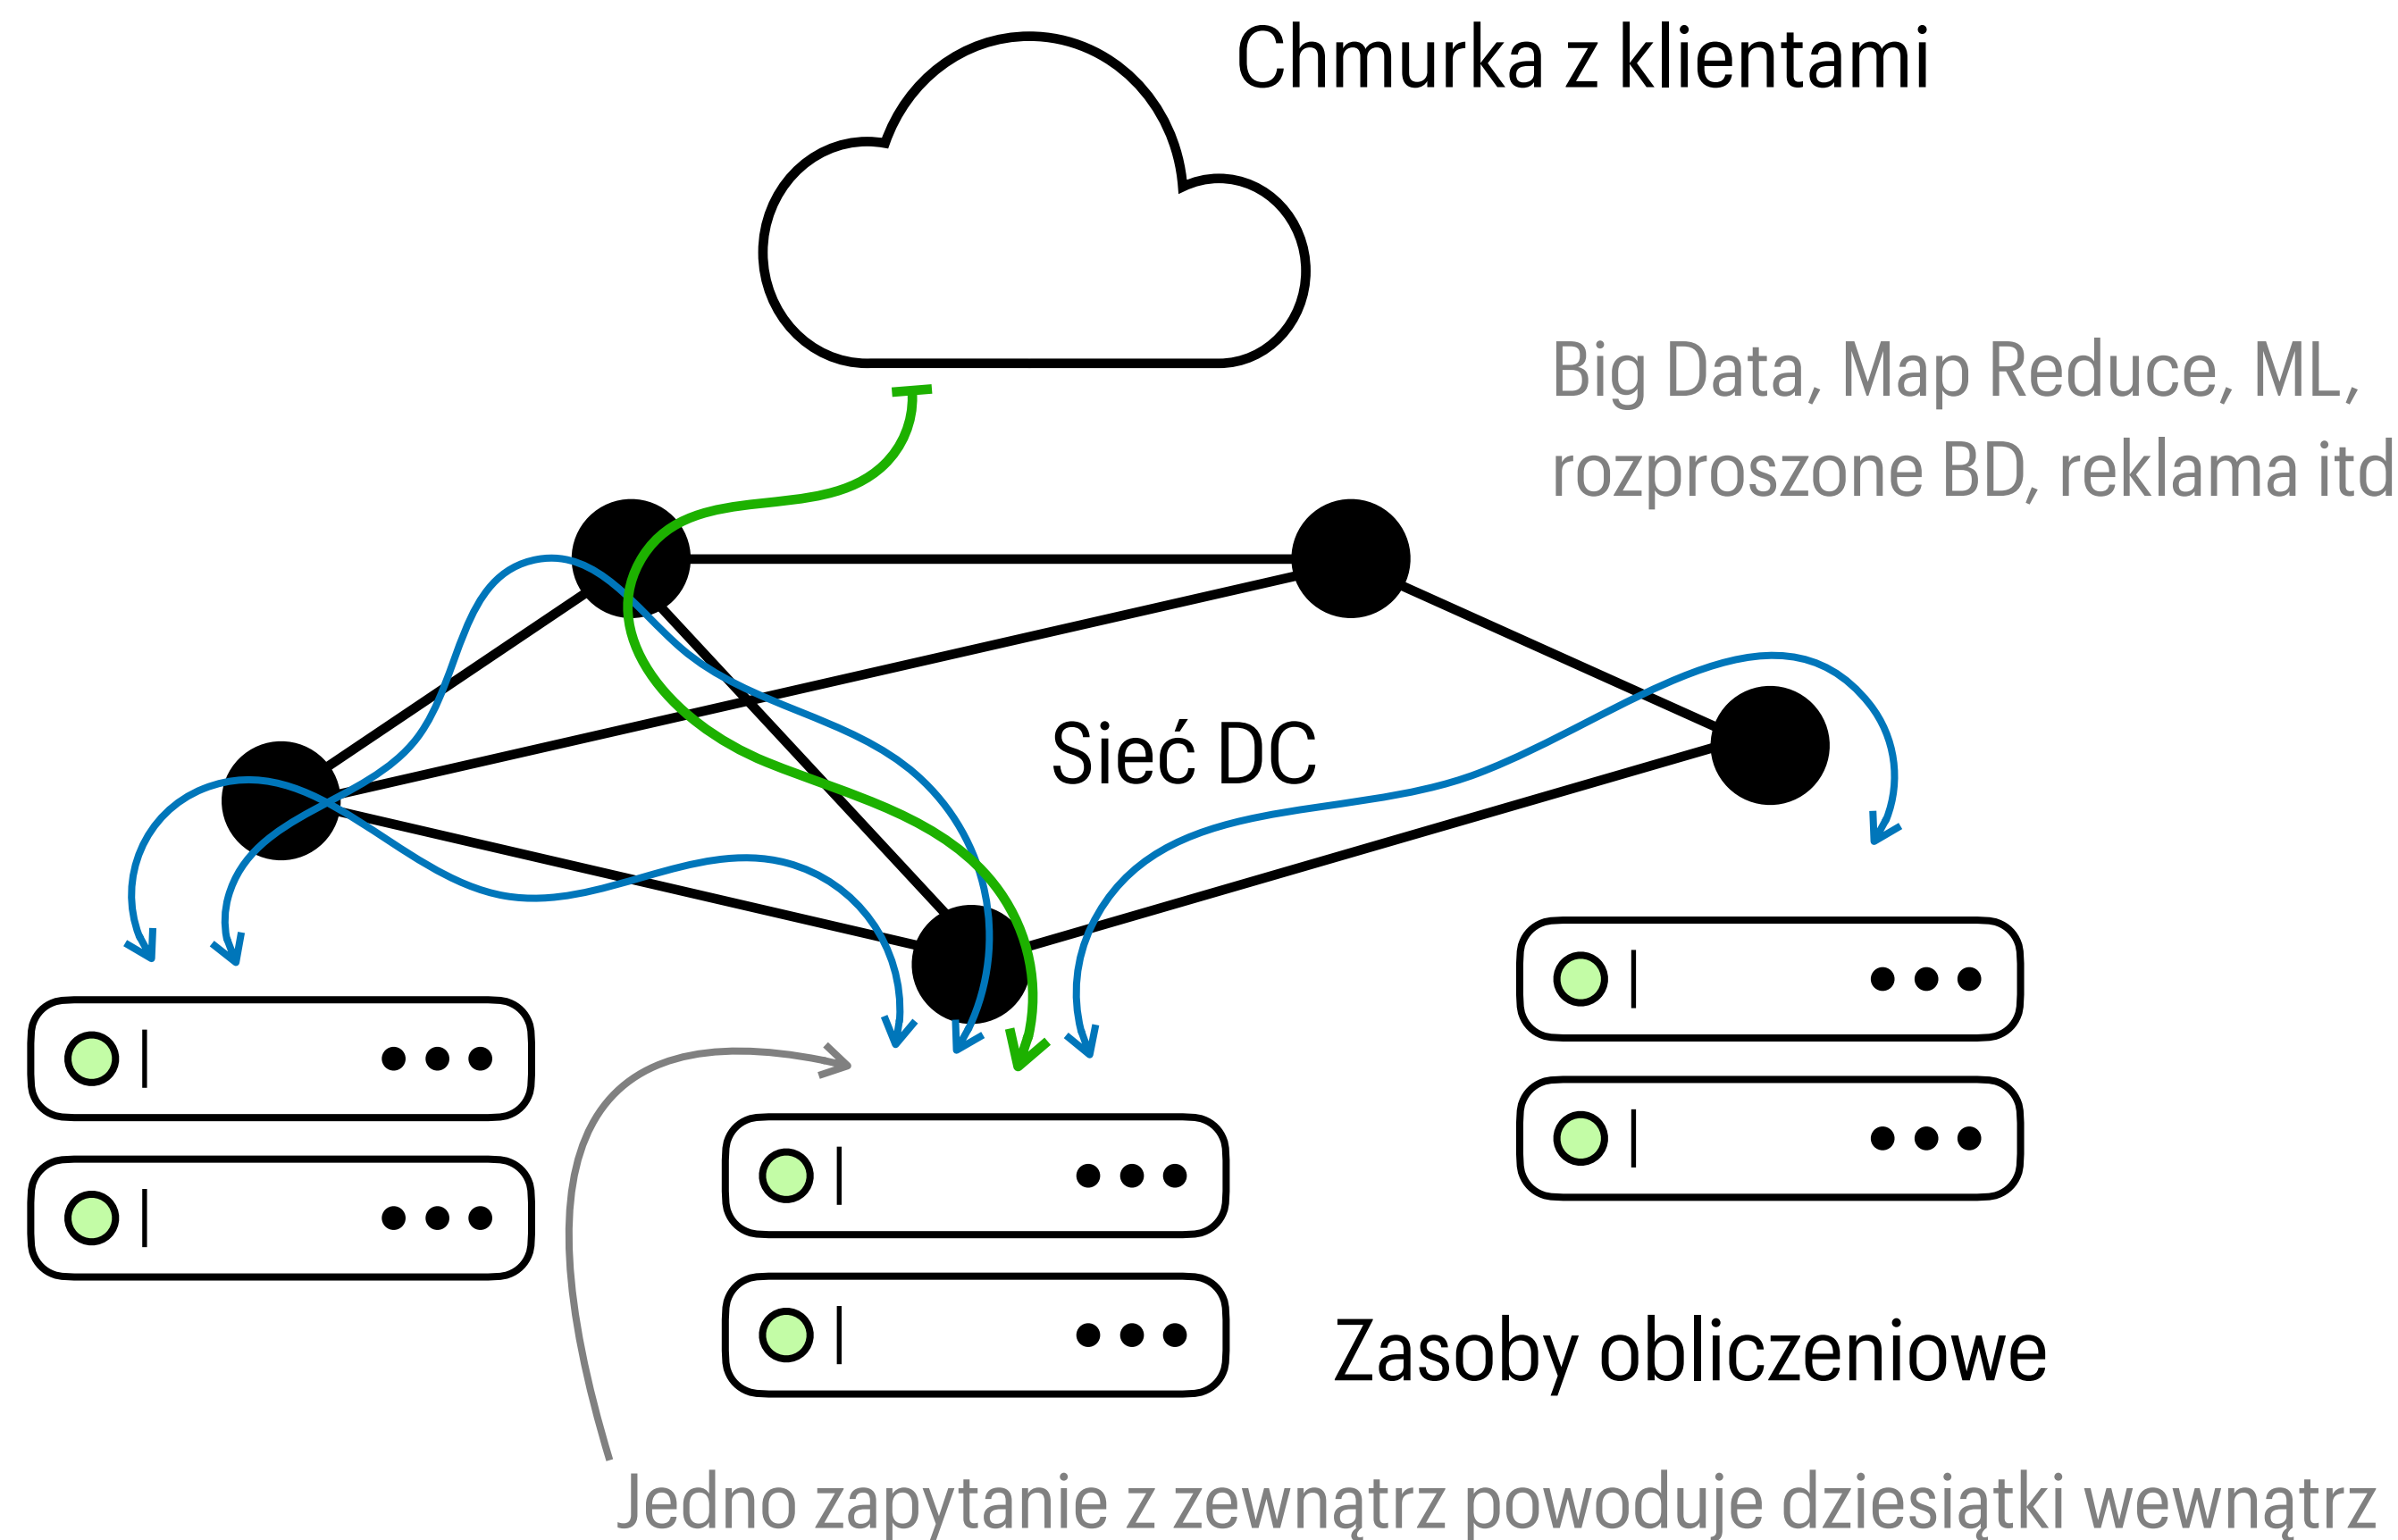 Chmurka z klientami
Big Data, Map Reduce, ML,
rozproszone BD, reklama itd
Sieć DC
Zasoby obliczeniowe
Jedno zapytanie z zewnątrz powoduje dziesiątki wewnątrz